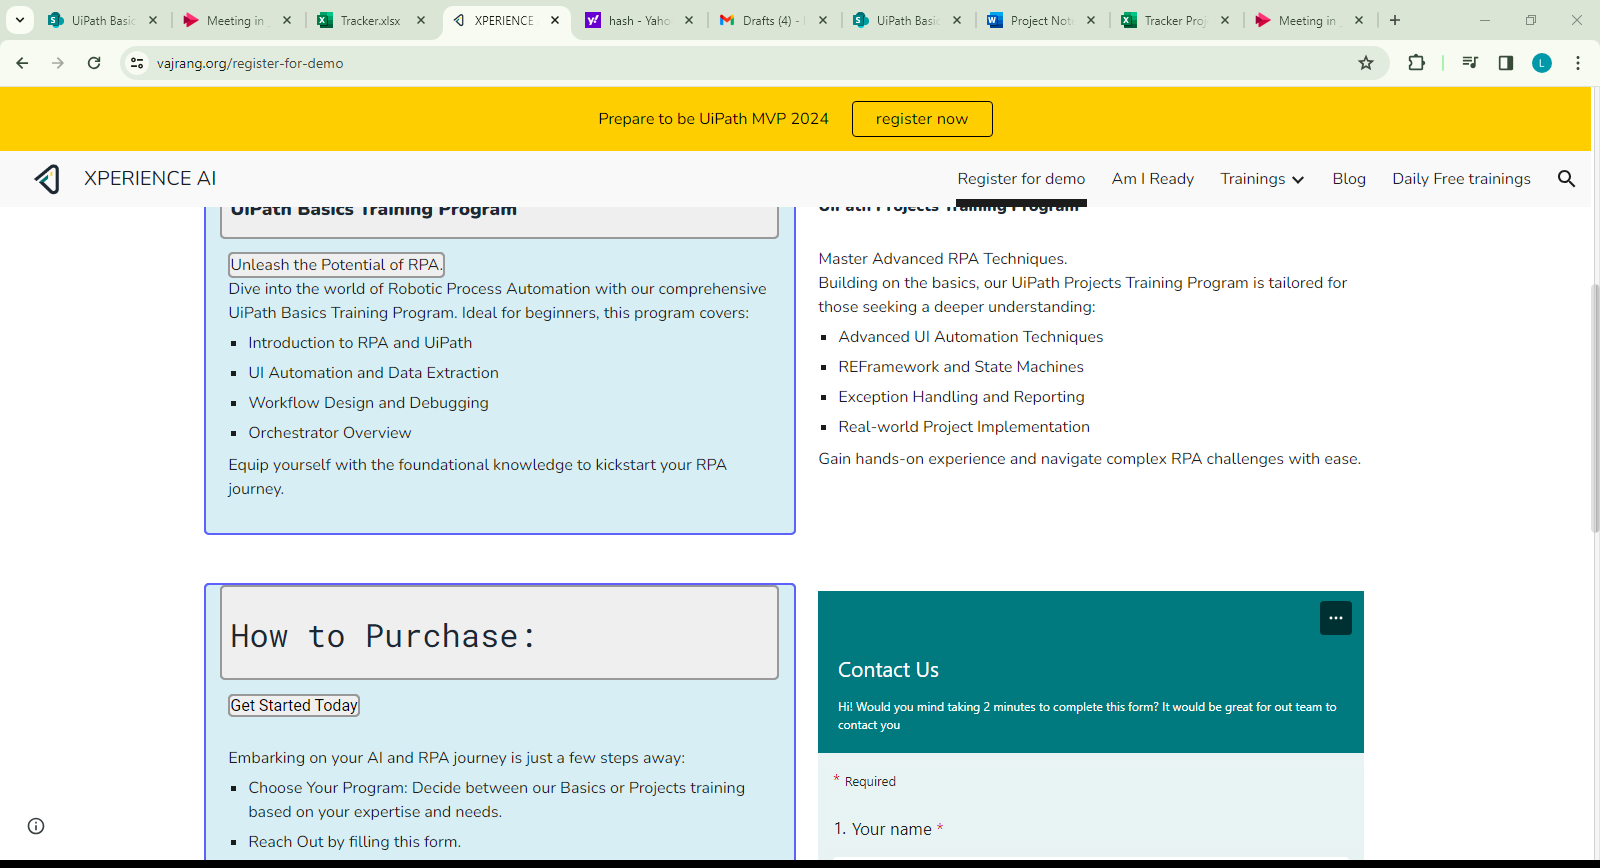 UiPath Basic
Meeting in
Tracker.xlsx
XPERIENCE
hash - Yaho
Drafts (4) -
UiPath Basic
Project Not
Tracker Proj
Meeting in
vajrang.org/register-for-demo
L
Prepare to be UiPath MVP 2024
register now
XPERIENCE AI
Register for demo
Am I Ready
Trainings
Blog
Daily Free trainings
UiPath Basics Training Program
Unleash the Potential of RPA.
Dive into the world of Robotic Process Automation with our comprehensive
UiPath Basics Training Program. Ideal for beginners, this program covers:
Introduction to RPA and UiPath
UI Automation and Data Extraction
Workflow Design and Debugging
Orchestrator Overview
Equip yourself with the foundational knowledge to kickstart your RPA
journey.
UiPath Projects Training Program
Master Advanced RPA Techniques.
Building on the basics, our UiPath Projects Training Program is tailored for
those seeking a deeper understanding:
Advanced UI Automation Techniques
REFramework and State Machines
Exception Handling and Reporting
Real-world Project Implementation
Gain hands-on experience and navigate complex RPA challenges with ease.
How to Purchase:
Get Started Today
Embarking on your AI and RPA journey is just a few steps away:
Choose Your Program: Decide between our Basics or Projects training
based on your expertise and needs.
Reach Out by filling this form.
Contact Us
Hi! Would you mind taking 2 minutes to complete this form? It would be great for out team to
contact you
* Required
1. Your name *